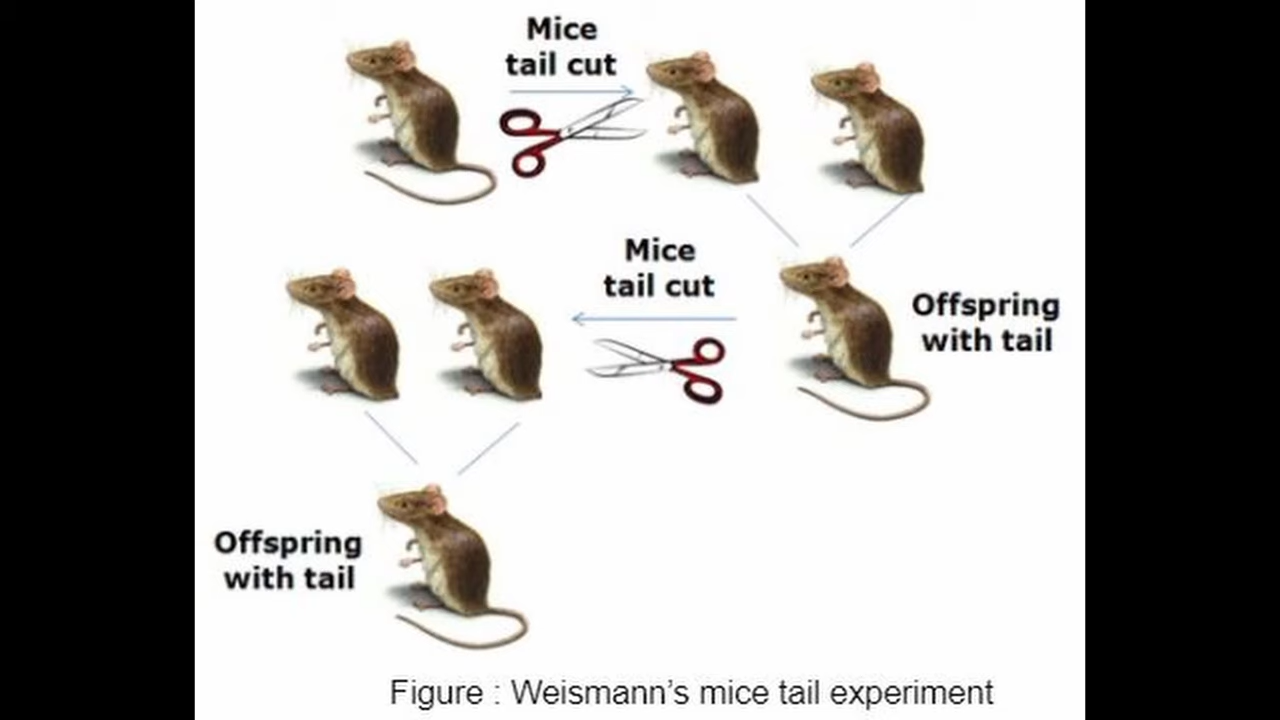 Mice
tail cut
Mice
tail cut
Offspring
with tail
Offspring
with tail
Figure : Weismann's mice tail experiment